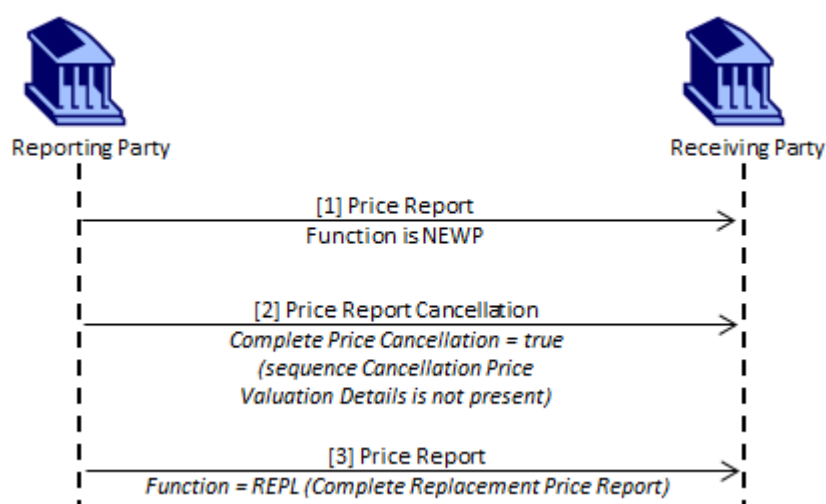 Reporting Party
Receiving Party
[1] Price Report
Function is NEWP
[2] Price Report Cancellation
Complete Price Cancellation = true
(sequence Cancellation Price
Valuation Details is not present)
[3] Price Report
Function = REPL (Complete Replacement Price Report)